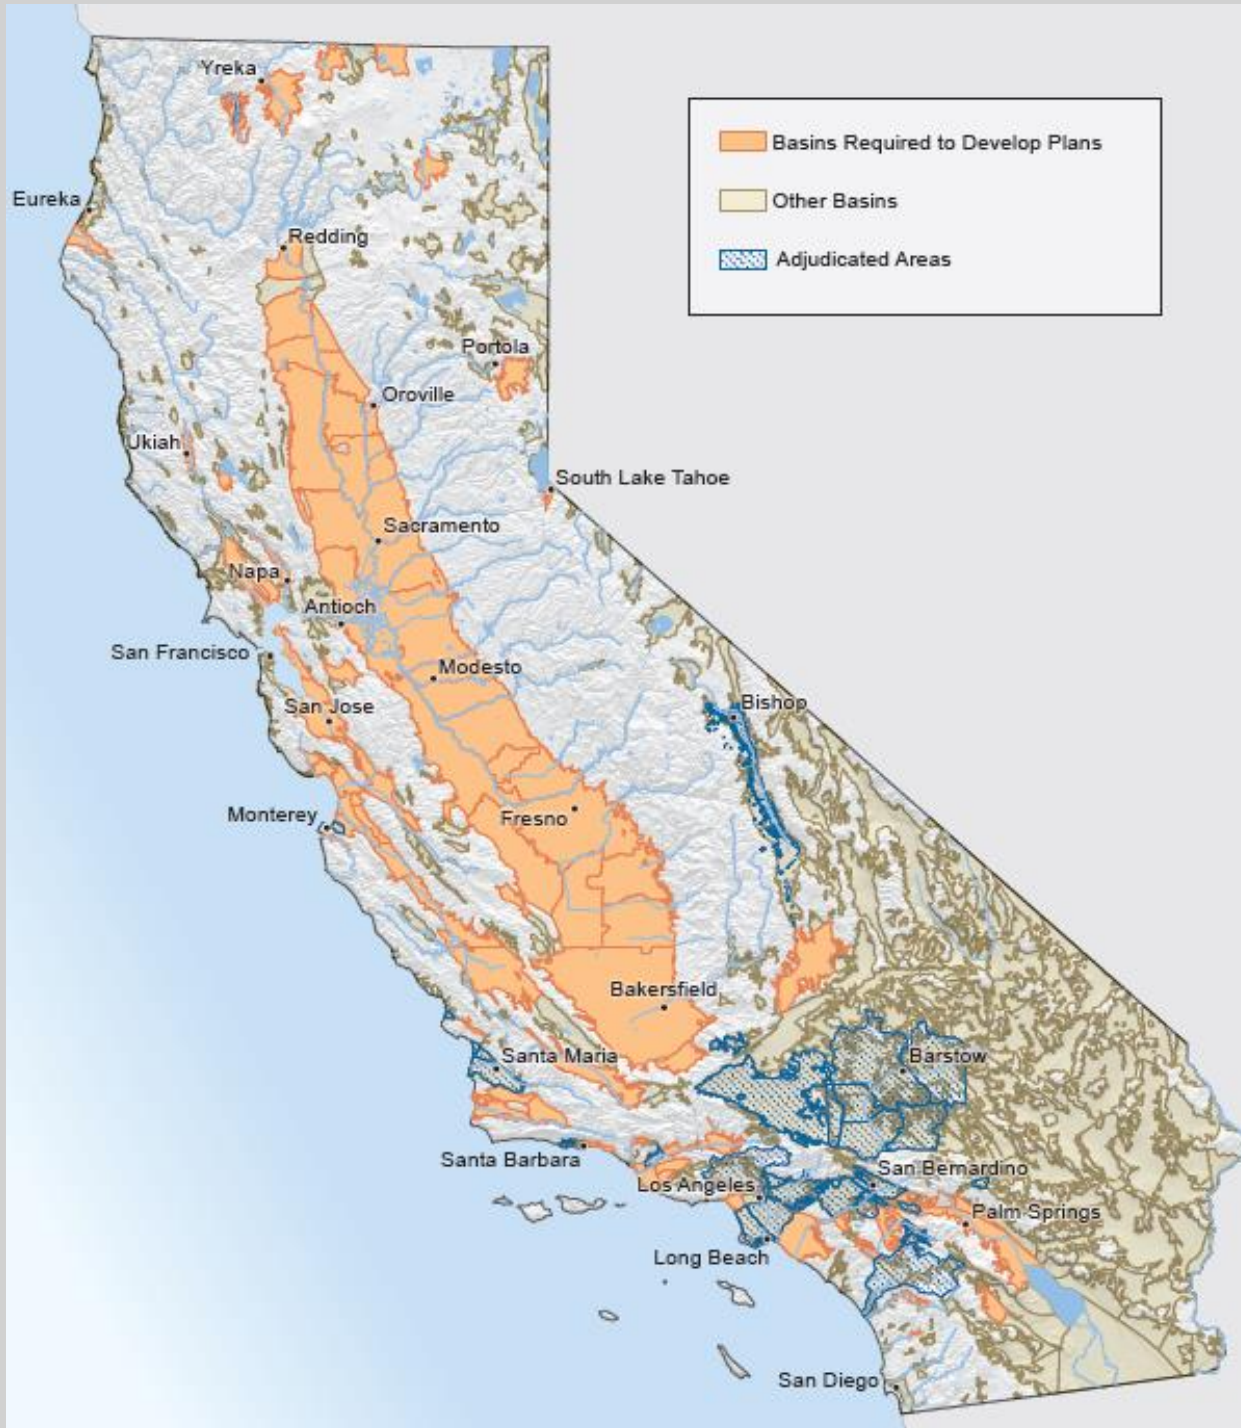 Yreka
Basins Required to Develop Plans
Eureka
Other Basins
Redding
Adjudicated Areas
Portola
Oroville
Ukiah
South Lake Tahoe
Sacramento
Napa
Antioch
San Francisco
Modesto
San Jose
Bishop
Monterey
Fresno
Bakersfield
Santa Maria
Barstow
Santa Barbara
San Bernardino
Los Angeles
Palm Springs
Long Beach
San Diego